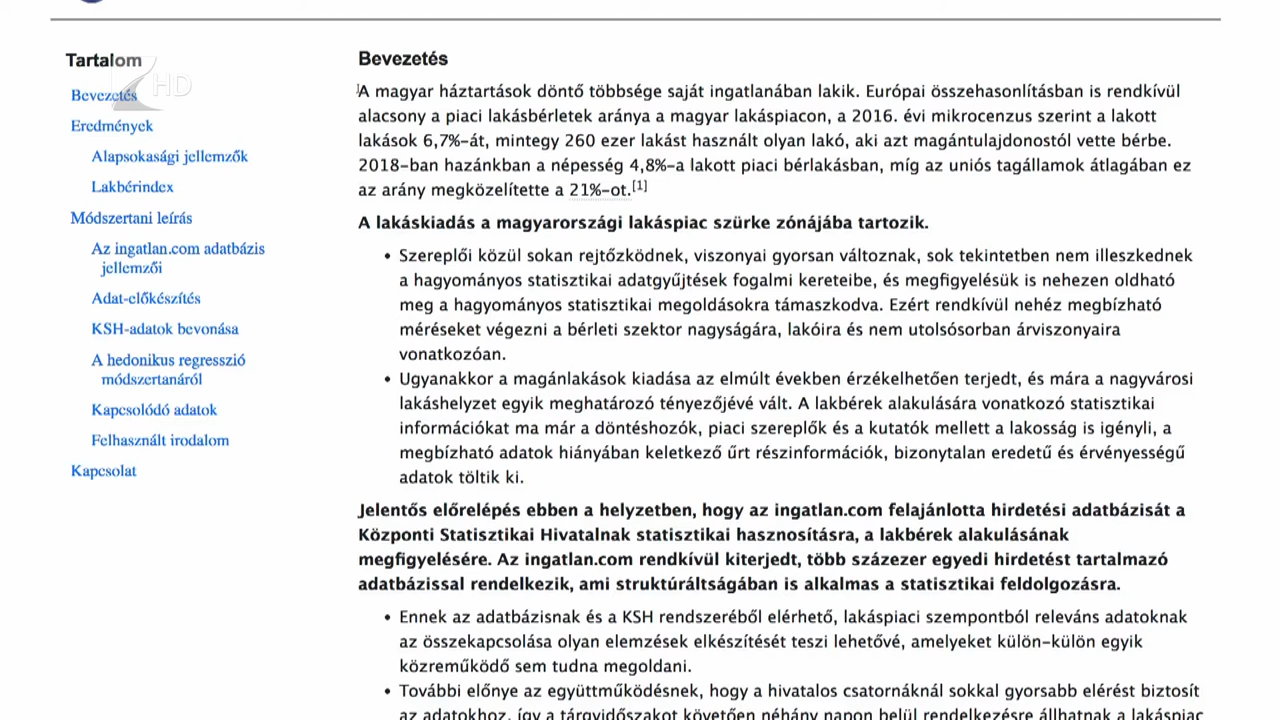 Tartalom
HD
Bevezetés
Eredmények
Alapsokasági jellemzők
Lakbérindex
Módszertani leírás
Az ingatlan.com adatbázis
jellemzői
Adat-előkészítés
KSH-adatok bevonása
A hedonikus regresszió
módszertanáról
Kapcsolódó adatok
Felhasznált irodalom
Kapcsolat
Bevezetés
A magyar háztartások döntő többsége saját ingatlanában lakik. Európai összehasonlításban is rendkívül
alacsony a piaci lakásbérletek aránya a magyar lakáspiacon, a 2016. évi mikrocenzus szerint a lakott
lakások 6,7%-át, mintegy 260 ezer lakást használt olyan lakó, aki azt magántulajdonostól vette bérbe.
2018-ban hazánkban a népesség 4,8%-a lakott piaci bérlakásban, míg az uniós tagállamok átlagában ez
az arány megközelítette a 21%-ot.[1]
A lakáskiadás a magyarországi lakáspiac szürke zónájába tartozik.
• Szereplői közül sokan rejtőzködnek, viszonyai gyorsan változnak, sok tekintetben nem illeszkednek
a hagyományos statisztikai adatgyűjtések fogalmi kereteibe, és megfigyelésük is nehezen oldható
meg a hagyományos statisztikai megoldásokra támaszkodva. Ezért rendkívül nehéz megbízható
méréseket végezni a bérleti szektor nagyságára, lakóira és nem utolsósorban árviszonyaira
vonatkozóan.
• Ugyanakkor a magánlakások kiadása az elmúlt években érzékelhetően terjedt, és mára a nagyvárosi
lakáshelyzet egyik meghatározó tényezőjévé vált. A lakbérek alakulására vonatkozó statisztikai
információkat ma már a döntéshozók, piaci szereplők és a kutatók mellett a lakosság is igényli, a
megbízható adatok hiányában keletkező űrt részinformációk, bizonytalan eredetű és érvényességű
adatok töltik ki.
Jelentős előrelépés ebben a helyzetben, hogy az ingatlan.com felajánlotta hirdetési adatbázisát a
Központi Statisztikai Hivatalnak statisztikai hasznosításra, a lakbérek alakulásának
megfigyelésére. Az ingatlan.com rendkívül kiterjedt, több százezer egyedi hirdetést tartalmazó
adatbázissal rendelkezik, ami struktúráltságában is alkalmas a statisztikai feldolgozásra.
• Ennek az adatbázisnak és a KSH rendszeréből elérhető, lakáspiaci szempontból releváns adatoknak
az összekapcsolása olyan elemzések elkészítését teszi lehetővé, amelyeket külön-külön egyik
közreműködő sem tudna megoldani.
• További előnye az együttműködésnek, hogy a hivatalos csatornáknál sokkal gyorsabb elérést biztosít
az adatokhoz, így a tárgyidőszakot követően néhány napon belül rendelkezésre állhatnak a lakáspiac